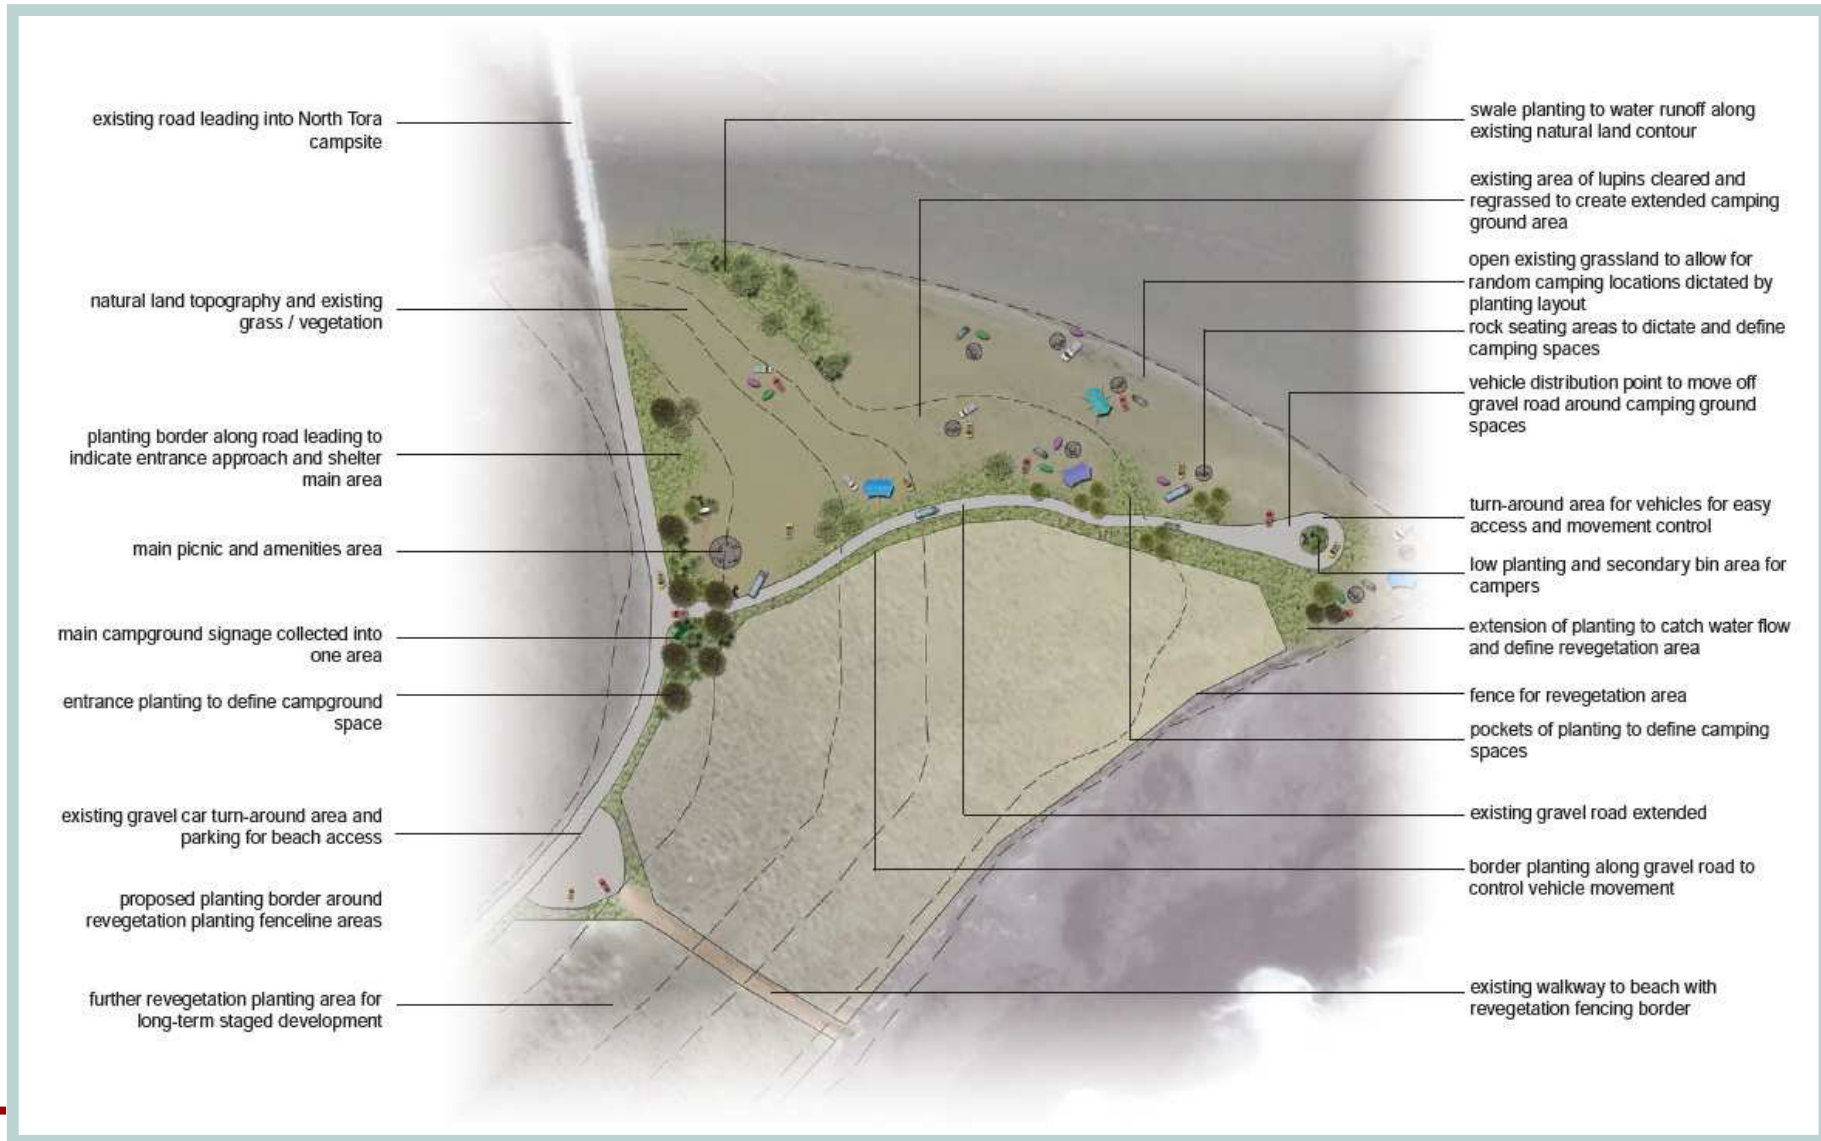 existing road leading into North Tora
campsite
natural land topography and existing
grass / vegetation
planting border along road leading to
indicate entrance approach and shelter
main area
main picnic and amenities area
main campground signage collected into
one area
entrance planting to define campground
space
existing gravel car turn-around area and
parking for beach access
proposed planting border around
revegetation planting fenceline areas
further revegetation planting area for
long-term staged development
swale planting to water runoff along
existing natural land contour
existing area of lupins cleared and
regrassed to create extended camping
ground area
open existing grassland to allow for
random camping locations dictated by
planting layout
rock seating areas to dictate and define
camping spaces
vehicle distribution point to move off
gravel road around camping ground
spaces
turn-around area for vehicles for easy
access and movement control
low planting and secondary bin area for
campers
extension of planting to catch water flow
and define revegetation area
fence for revegetation area
pockets of planting to define camping
spaces
existing gravel road extended
border planting along gravel road to
control vehicle movement
existing walkway to beach with
revegetation fencing border